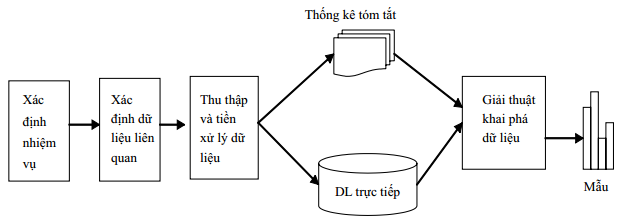 Thống kê tóm tắt
Xác
định
nhiệm
vụ
Xác
định dữ
liệu liên
quan
Thu thập
và tiền
xử lý dữ
liệu
DL trực tiếp
Giải thuật
khai phá
dữ liệu
Mẫu